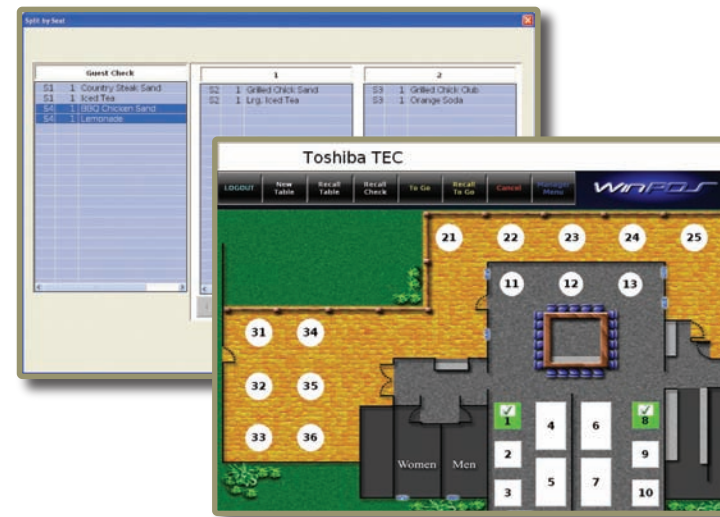 Split by Seat
Guest Check
S1 1 Country Steak Sand
S1 1 Iced Tea
S4 1 BBQ Chicken Sand
S4 1 Lemonade
1
S2 1 Grilled Chick Sand
S2 1 Lrg. Iced Tea
2
S3 1 Grilled Chick Club
S3 1 Orange Soda
Toshiba TEC
LOGOUT
New
Table
Recall
Table
Recall
Check
To Go
Recall
To Go
Cancel
Manager
Menu
WINPOS
21 22 23 24 25
11 12 13
31 34
32 35
33 36
1 4 6 8
2 9
3 5 7 10
Women Men